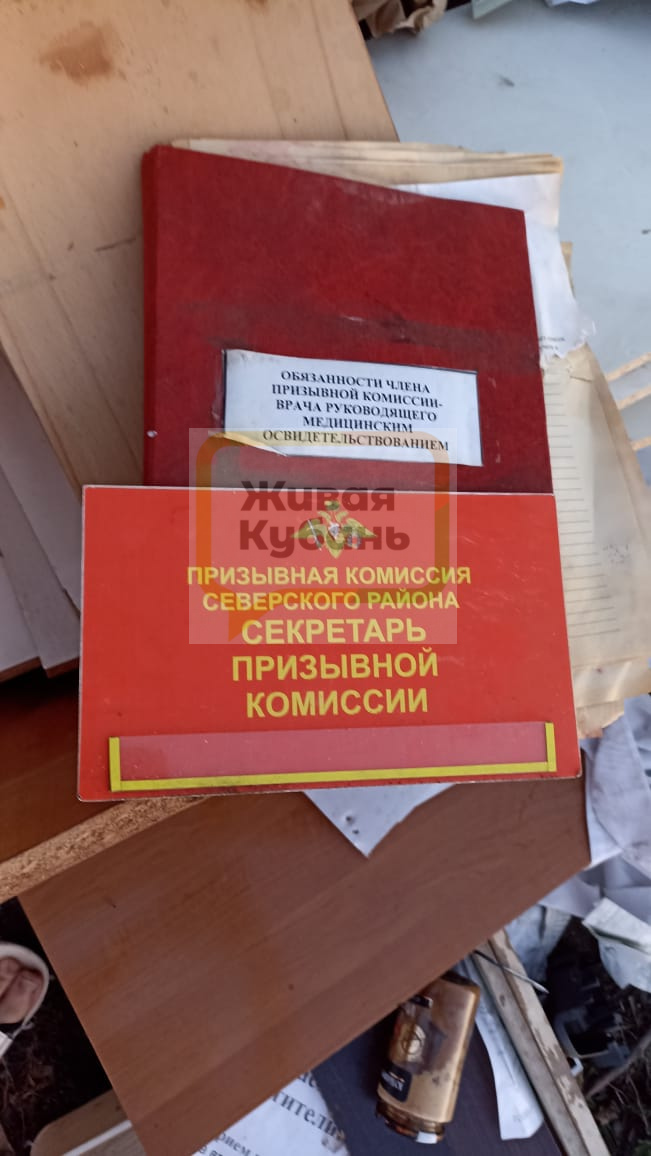 ОБЯЗАННОСТИ ЧЛЕНА
ПРИЗЫВНОЙ КОМИССИИ-
ВРАЧА РУКОВОДЯЩЕГО
МЕДИЦИНСКИМ
ОСВИДЕТЕЛЬСТВОВАНИЕМ
Живая
Кубань
ПРИЗЫВНАЯ КОМИССИЯ
СЕВЕРСКОГО РАЙОНА
СЕКРЕТАРЬ
ПРИЗЫВНОЙ
КОМИССИИ